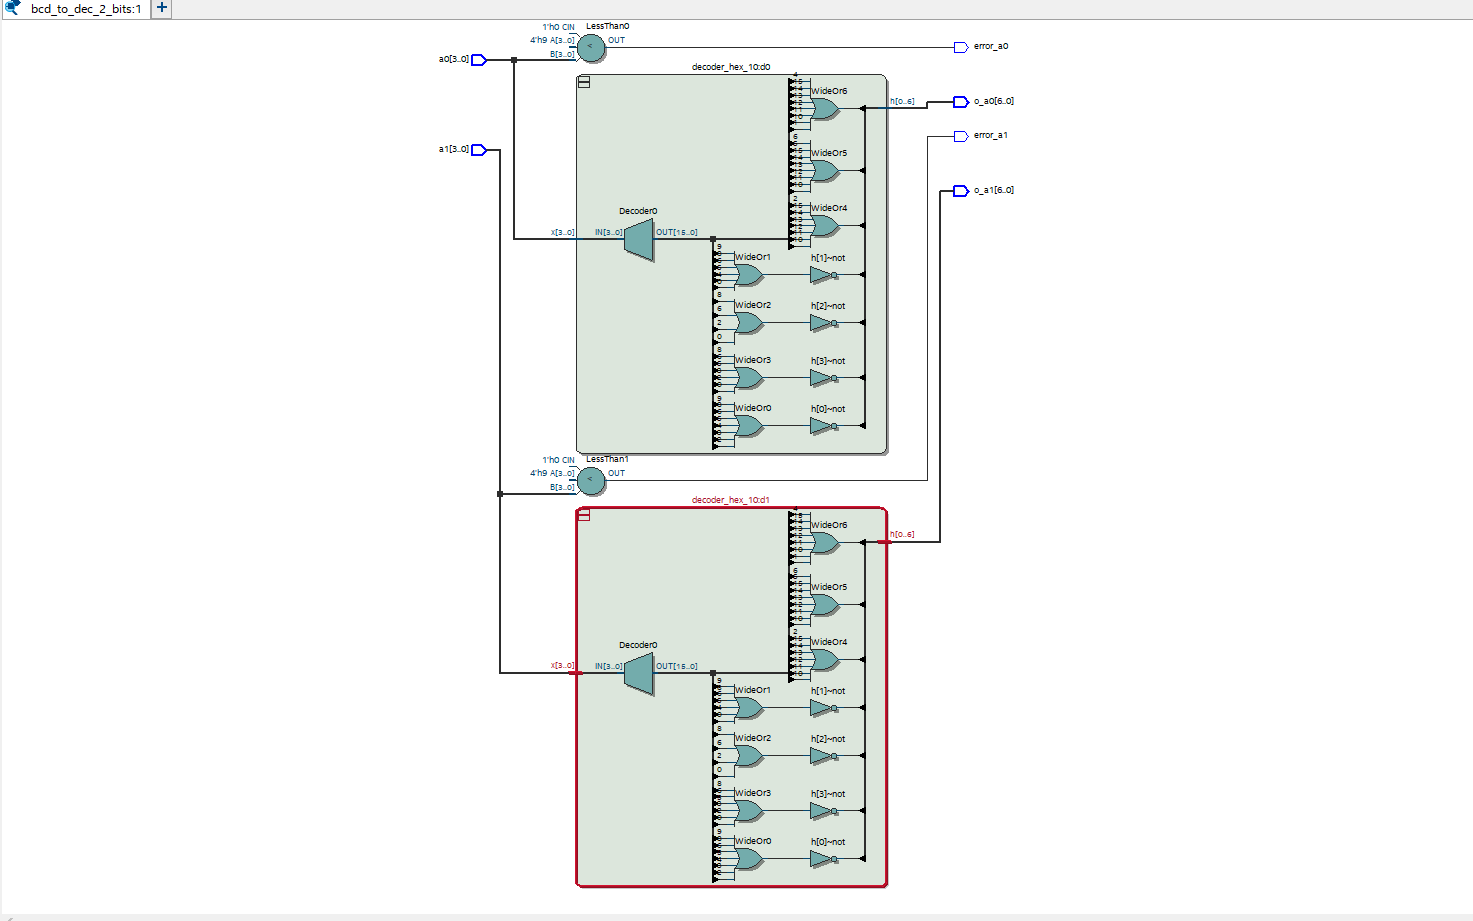 bcd_to_dec_2_bits:1
+
1'h0 CIN
LessThan0
4'h9 A[3..0]
<
OUT
error_a0
B[3..0]
a0[3..0]
decoder_hex_10:d0
WideOr6
h[0..6]
o_a0[6..0]
error_a1
a1[3..0]
WideOr5
o_a1[6..0]
WideOr4
Decoder0
x[3..0]
IN[3..0]
OUT[15..0]
WideOr1
h[1]~not
WideOr2
h[2]~not
WideOr3
h[3]~not
WideOr0
h[0]~not
1'h0 CIN
LessThan1
4'h9 A[3..0]
<
OUT
B[3..0]
decoder_hex_10:d1
WideOr6
h[0..6]
WideOr5
WideOr4
Decoder0
x[3..0]
IN[3..0]
OUT[15..0]
WideOr1
h[1]~not
WideOr2
h[2]~not
WideOr3
h[3]~not
WideOr0
h[0]~not